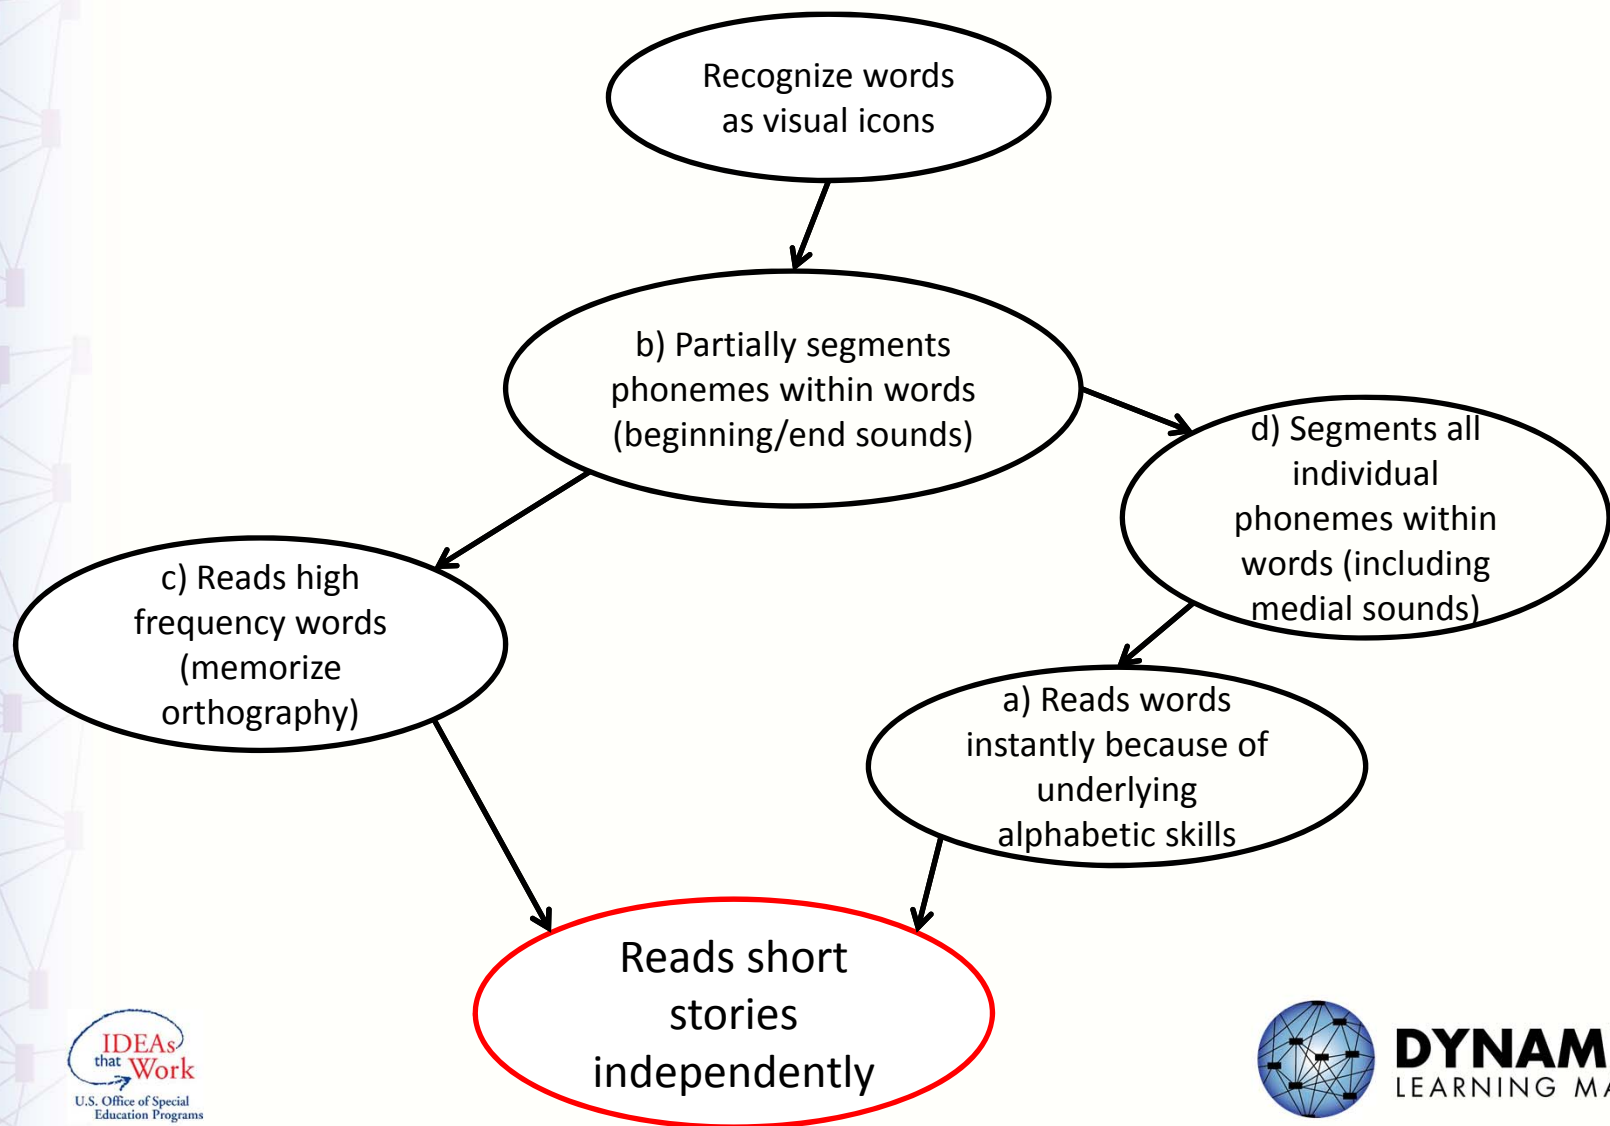 Recognize words
as visual icons
b) Partially segments
phonemes within words
(beginning/end sounds)
d) Segments all
individual
phonemes within
words (including
medial sounds)
c) Reads high
frequency words
(memorize
orthography)
a) Reads words
instantly because of
underlying
alphabetic skills
Reads short
stories
independently
IDEAs
that Work
U.S. Office of Special
Education Programs
DYNAM
LEARNING MA